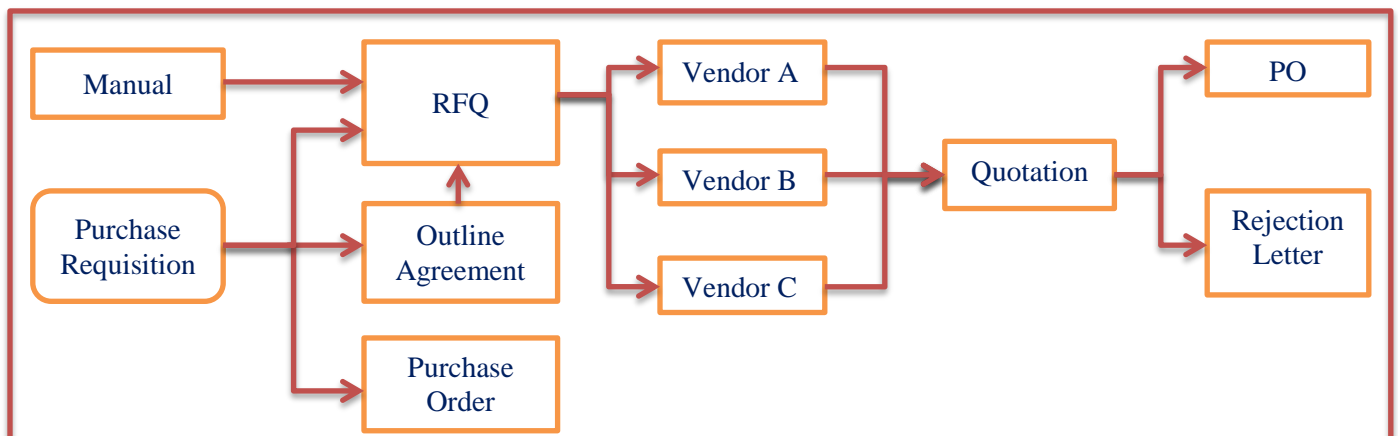 Manual
Purchase
Requisition
RFQ
Outline
Agreement
Purchase
Order
Vendor A
Vendor B
Vendor C
Quotation
PO
Rejection
Letter